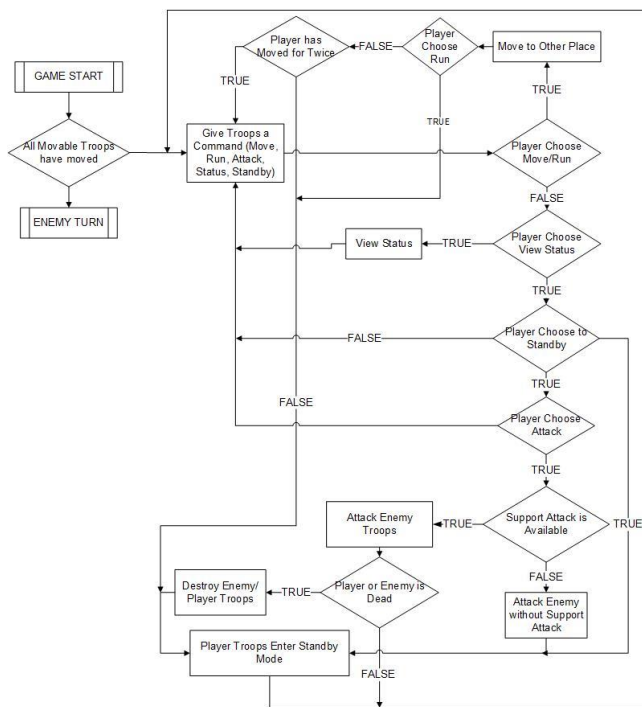 Player has
Moved for Twice
FALSE
Player
Choose
Run
Move to Other Place
GAME START
TRUE
TRUE
TRUE
All Movable Troops
have moved
Give Troops a
Command (Move,
Run, Attack,
Status, Standby)
Player Choose
Move/Run
ENEMY TURN
FALSE
View Status
TRUE
Player Choose
View Status
TRUE
FALSE
Player Choose to
Standby
TRUE
FALSE
Player Choose
Attack
TRUE
Attack Enemy
Troops
TRUE
Support Attack is
Available
TRUE
Destroy Enemy/
Player Troops
TRUE
Player or Enemy is
Dead
FALSE
Attack Enemy
without Support
Attack
Player Troops Enter Standby
Mode
FALSE